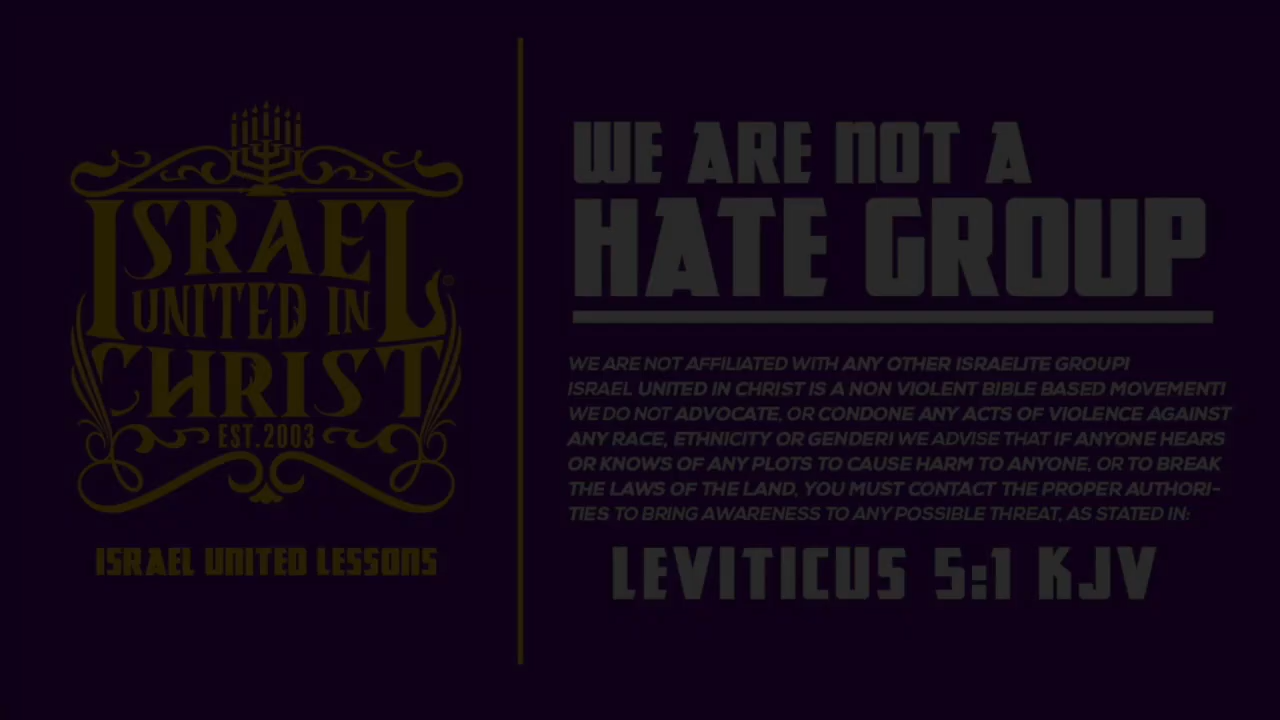 ISRAEL
UNITED IN
CHRIST
EST.2003
ISRAEL UNITED LESSONS
WE ARE NOT A
HATE GROUP
WE ARE NOT AFFILIATED WITH ANY OTHER ISRAELITE GROUP!
ISRAEL UNITED IN CHRIST IS A NON VIOLENT BIBLE BASED MOVEMENT!
WE DO NOT ADVOCATE, OR CONDONE ANY ACTS OF VIOLENCE AGAINST
ANY RACE, ETHNICITY OR GENDER! WE ADVISE THAT IF ANYONE HEARS
OR KNOWS OF ANY PLOTS TO CAUSE HARM TO ANYONE, OR TO BREAK
THE LAWS OF THE LAND, YOU MUST CONTACT THE PROPER AUTHORI-
TIES TO BRING AWARENESS TO ANY POSSIBLE THREAT, AS STATED IN:
LEVITICUS 5:1 KJV